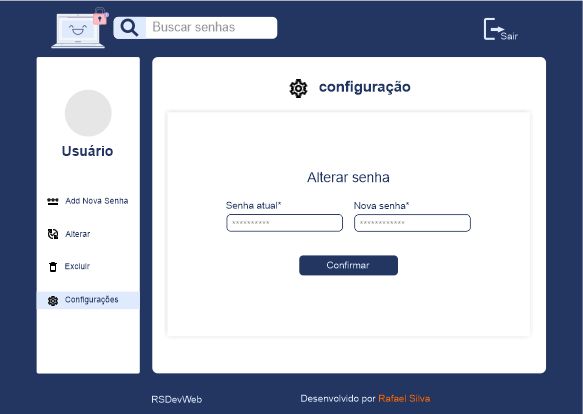 Buscar senhas
Sair
Usuário
Add Nova Senha
Alterar
Excluir
Configurações
configuração
Alterar senha
Senha atual*
Nova senha*
**********
************
Confirmar
RSDevWeb
Desenvolvido por Rafael Silva